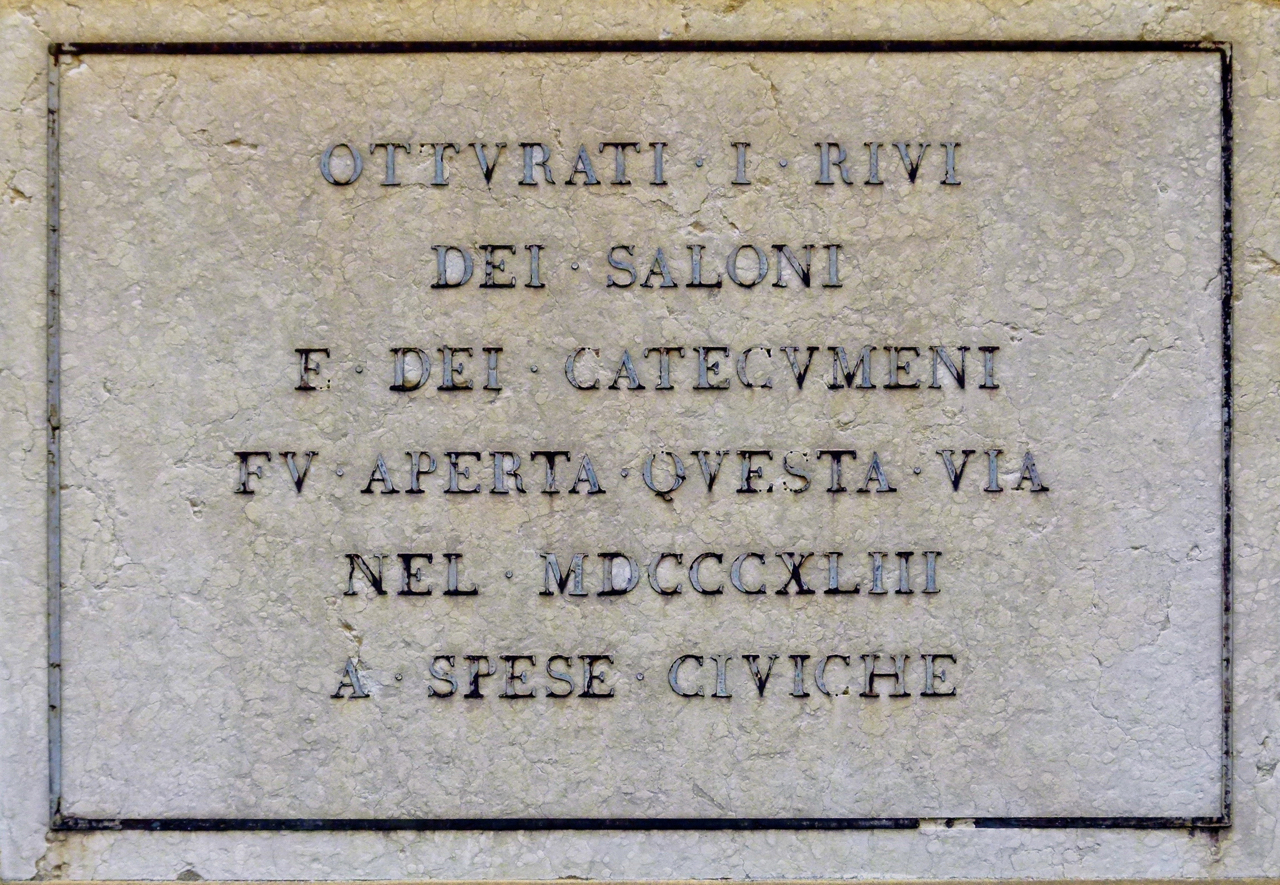 OTTVRATI · I · RIVI
DEI · SALONI
E · DEI · CATECVMENI
FV · APERTA · QVESTA · VIA
NEL · MDCCCXLIII
A · SPESE · CIVICHE